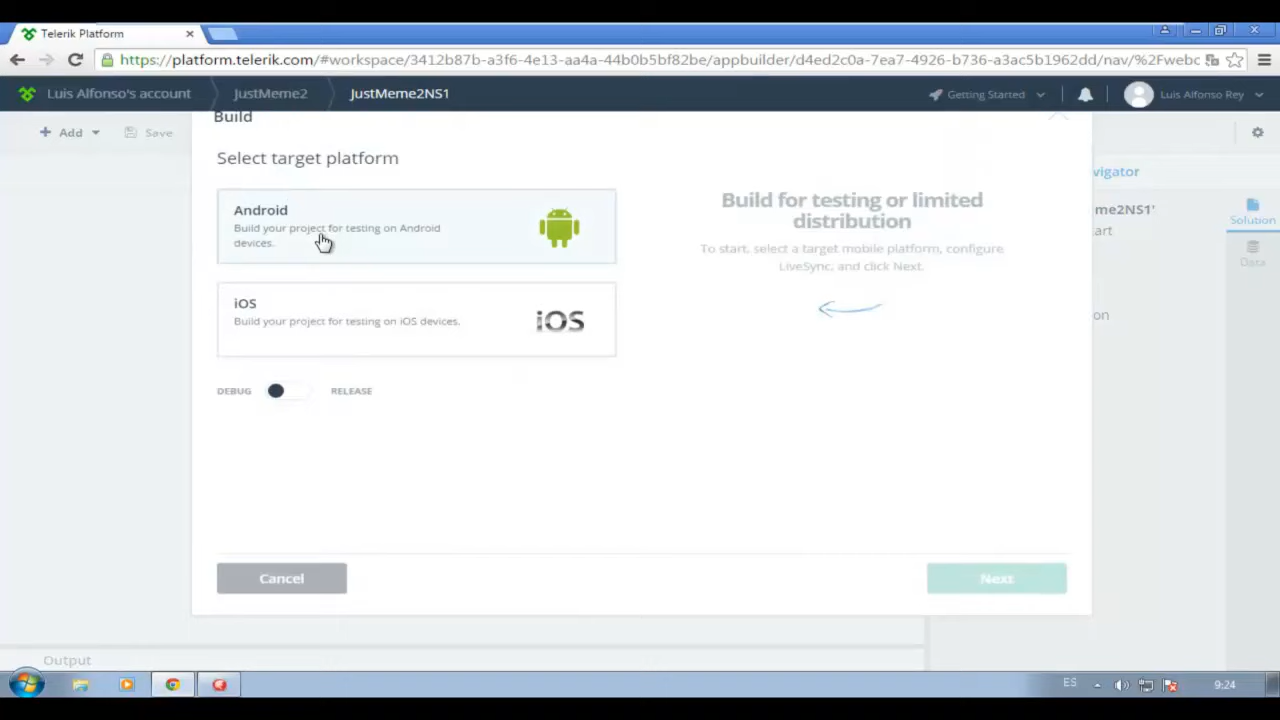 Telerik Platform
https://platform.telerik.com/#workspace/3412b87b-a3f6-4e13-aa4a-44b0b5bf82be/appbuilder/d4ed2c0a-7ea7-4926-b736-a3ac5b1962dd/nav/%2Fwebc
Luis Alfonso's account
JustMeme2
JustMeme2NS1
Getting Started
Luis Alfonso Rey
Add
Save
Build
Select target platform
Android
Build your project for testing on Android
devices.
iOS
Build your project for testing on iOS devices.
iOS
DEBUG
RELEASE
Build for testing or limited
distribution
To start, select a target mobile platform, configure
LiveSync, and click Next.
Cancel
Next
vigator
me2NS1'
art
on
Solution
Data
Output
ES
9:24